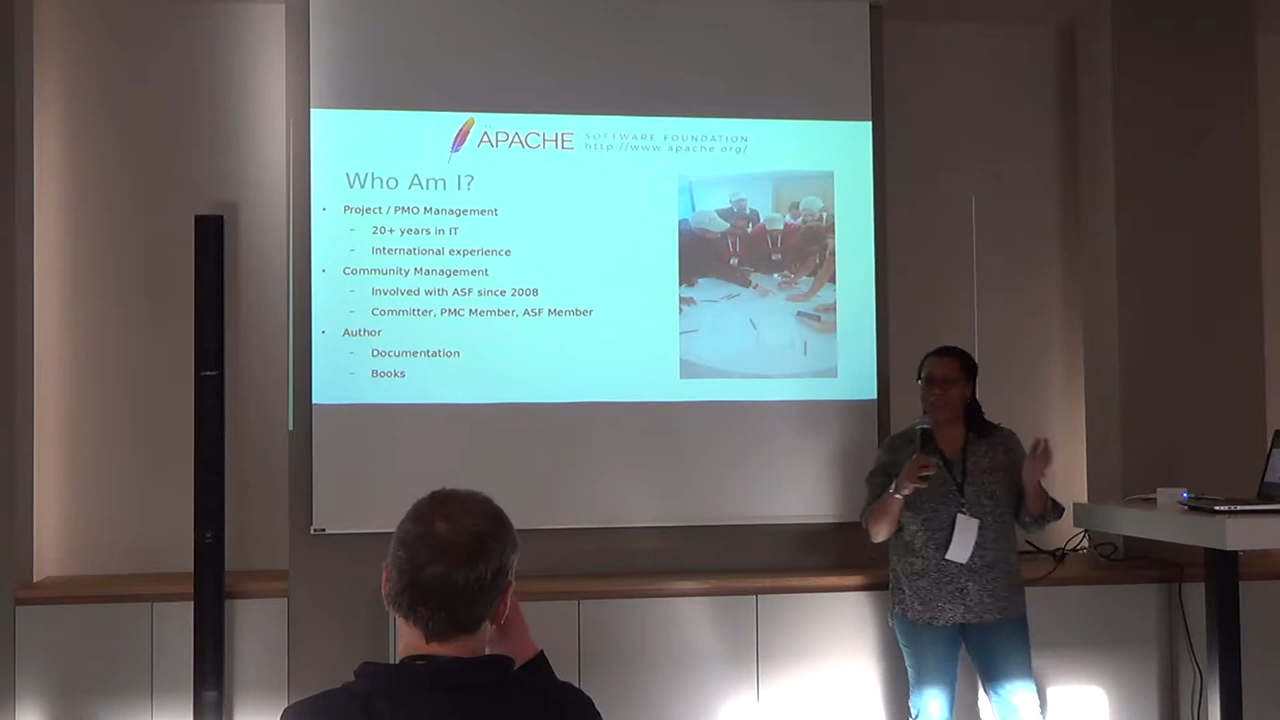 APACHE SOFTWARE FOUNDATION
http://www.apache.org/
Who Am I?
Project / PMO Management
20+ years in IT
International experience
Community Management
Involved with ASF since 2008
Committer, PMC Member, ASF Member
Author
Documentation
Books